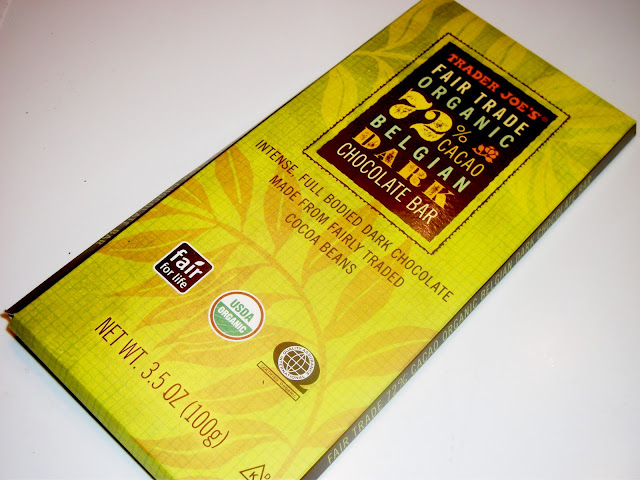 TRADER JOE'S®
FAIR TRADE
ORGANIC
72% CACAO
BELGIAN
DARK
CHOCOLATE BAR
INTENSE, FULL BODIED DARK CHOCOLATE
MADE FROM FAIRLY TRADED
COCOA BEANS
fair
for life
USDA
ORGANIC
NET WT. 3.5 OZ (100g)
K D
FAIR TRADE 72% CACAO ORGANIC BELGIAN DARK CHOCOLATE BAR